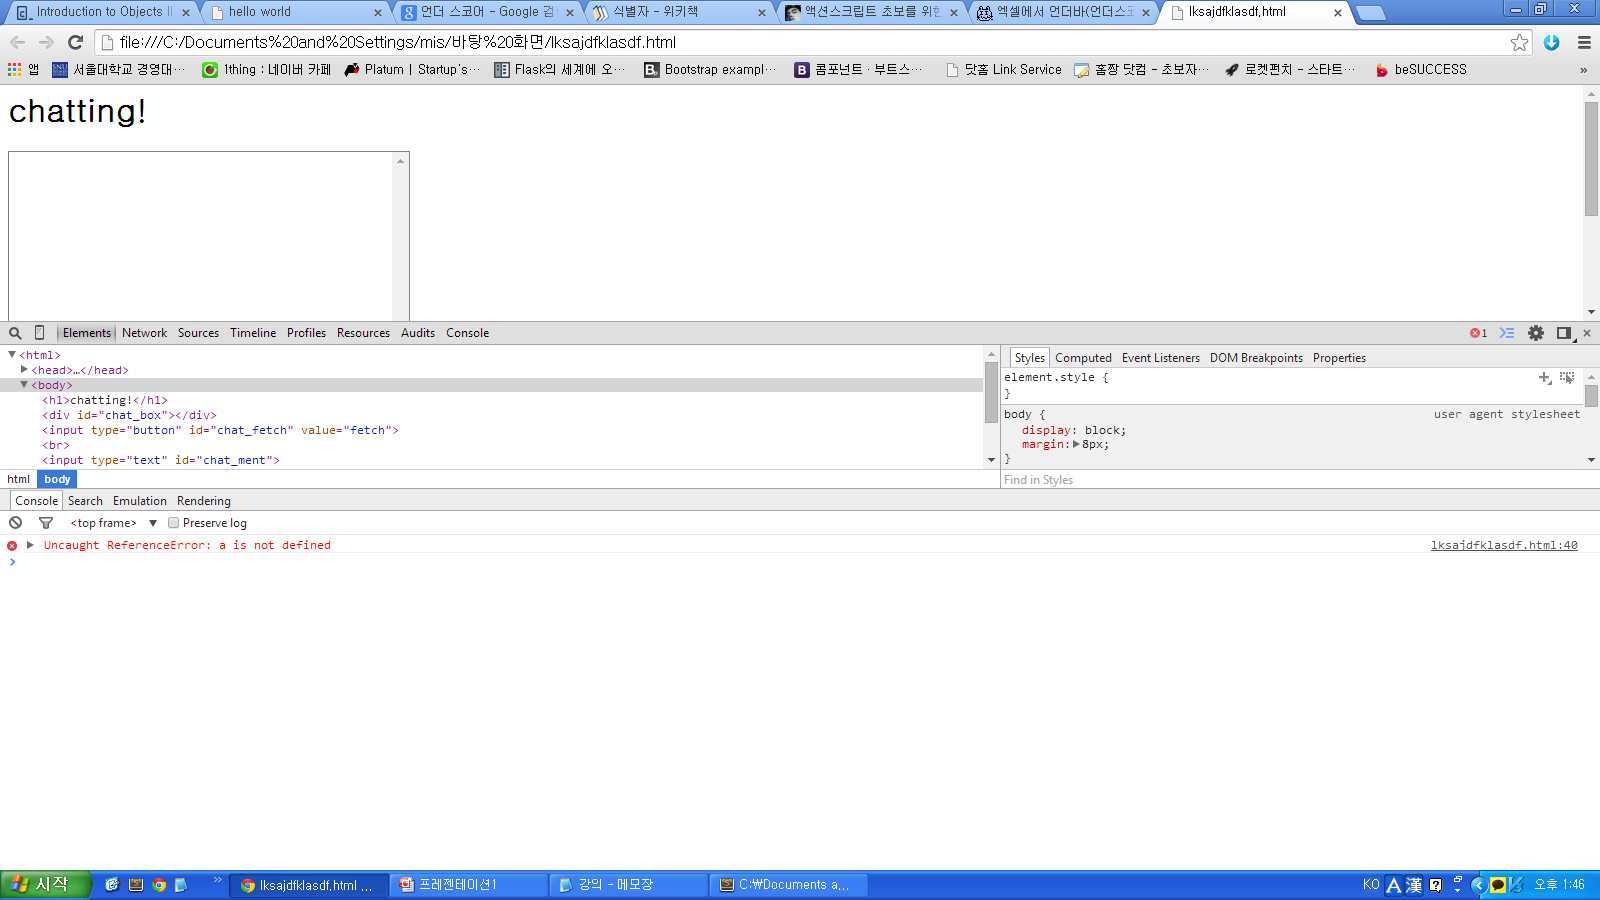 Introduction to Objects I
hello world
언더 스코어 - Google 검
식별자 - 위키책
액션스크립트 초보를 위한
엑셀에서 언더바(언더스코
lksajdfklasdf.html
file:///C:/Documents%20and%20Settings/mis/바탕%20화면/lksajdfklasdf.html
앱
서울대학교 경영대…
1thing : 네이버 카페
Platum | Startup's…
Flask의 세계에 오…
Bootstrap exampl…
콤포넌트 · 부트스…
닷홈 Link Service
홈짱 닷컴 - 초보자…
로켓펀치 - 스타트…
beSUCCESS
»
chatting!
Elements Network Sources Timeline Profiles Resources Audits Console
1
<html>
<head>…</head>
<body>
<h1>chatting!</h1>
<div id="chat_box"></div>
<input type="button" id="chat_fetch" value="fetch">
<br>
<input type="text" id="chat_ment">
Styles Computed Event Listeners DOM Breakpoints Properties
element.style {
}
body { user agent stylesheet
display: block;
margin: 8px;
}
html body
Find in Styles
Console Search Emulation Rendering
<top frame> Preserve log
Uncaught ReferenceError: a is not defined lksajdfklasdf.html:40
시작
lksajdfklasdf.html ...
프레젠테이션1
강의 - 메모장
C:₩Documents a...
KO A 漢
오후 1:46